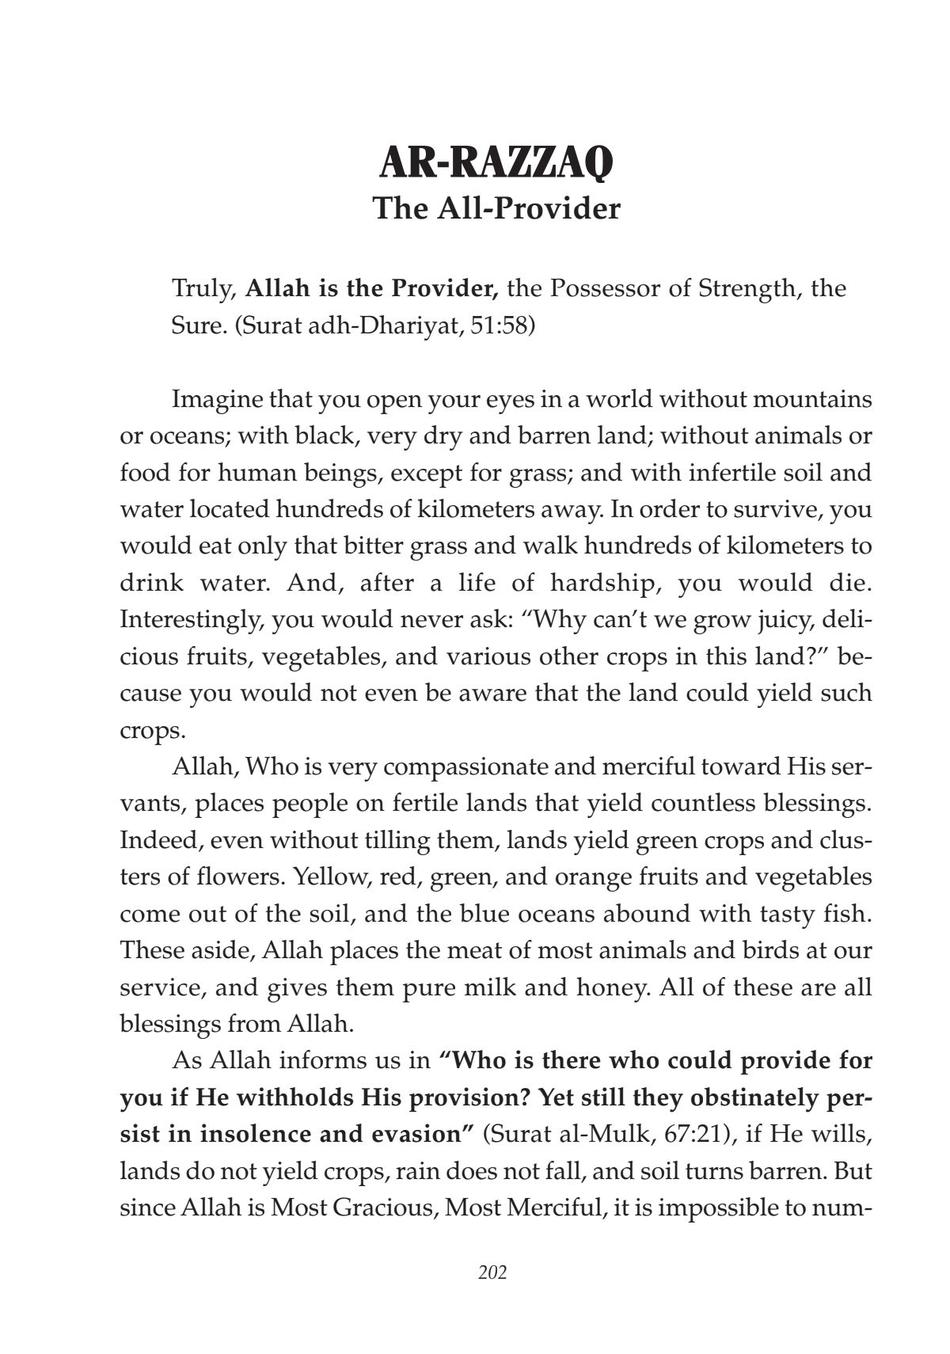 AR-RAZZAQ
The All-Provider
Truly, Allah is the Provider, the Possessor of Strength, the
Sure. (Surat adh-Dhariyat, 51:58)
Imagine that you open your eyes in a world without mountains
or oceans; with black, very dry and barren land; without animals or
food for human beings, except for grass; and with infertile soil and
water located hundreds of kilometers away. In order to survive, you
would eat only that bitter grass and walk hundreds of kilometers to
drink water. And, after a life of hardship, you would die.
Interestingly, you would never ask: “Why can’t we grow juicy, deli-
cious fruits, vegetables, and various other crops in this land?” be-
cause you would not even be aware that the land could yield such
crops.
Allah, Who is very compassionate and merciful toward His ser-
vants, places people on fertile lands that yield countless blessings.
Indeed, even without tilling them, lands yield green crops and clus-
ters of flowers. Yellow, red, green, and orange fruits and vegetables
come out of the soil, and the blue oceans abound with tasty fish.
These aside, Allah places the meat of most animals and birds at our
service, and gives them pure milk and honey. All of these are all
blessings from Allah.
As Allah informs us in “Who is there who could provide for
you if He withholds His provision? Yet still they obstinately per-
sist in insolence and evasion” (Surat al-Mulk, 67:21), if He wills,
lands do not yield crops, rain does not fall, and soil turns barren. But
since Allah is Most Gracious, Most Merciful, it is impossible to num-
202